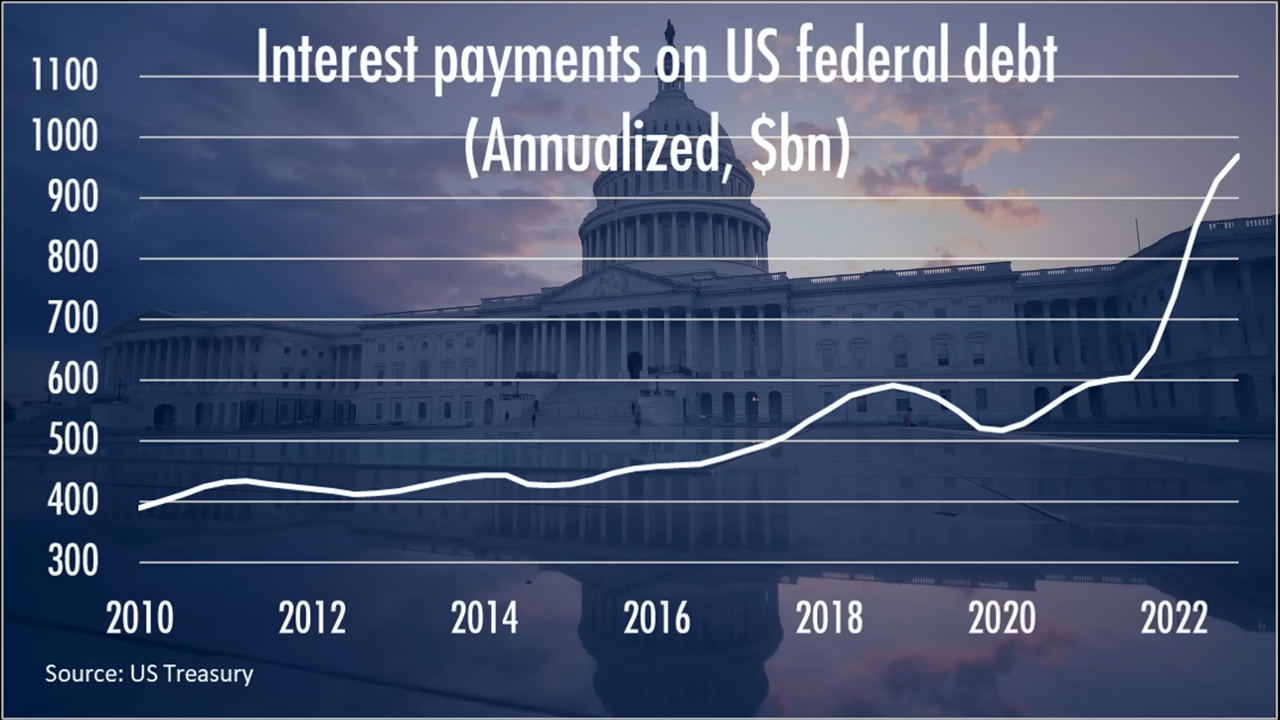 Interest payments on US federal debt
(Annualized, $bn)
1100
1000
900
800
700
600
500
400
300
2010 2012 2014 2016 2018 2020 2022
Source: US Treasury